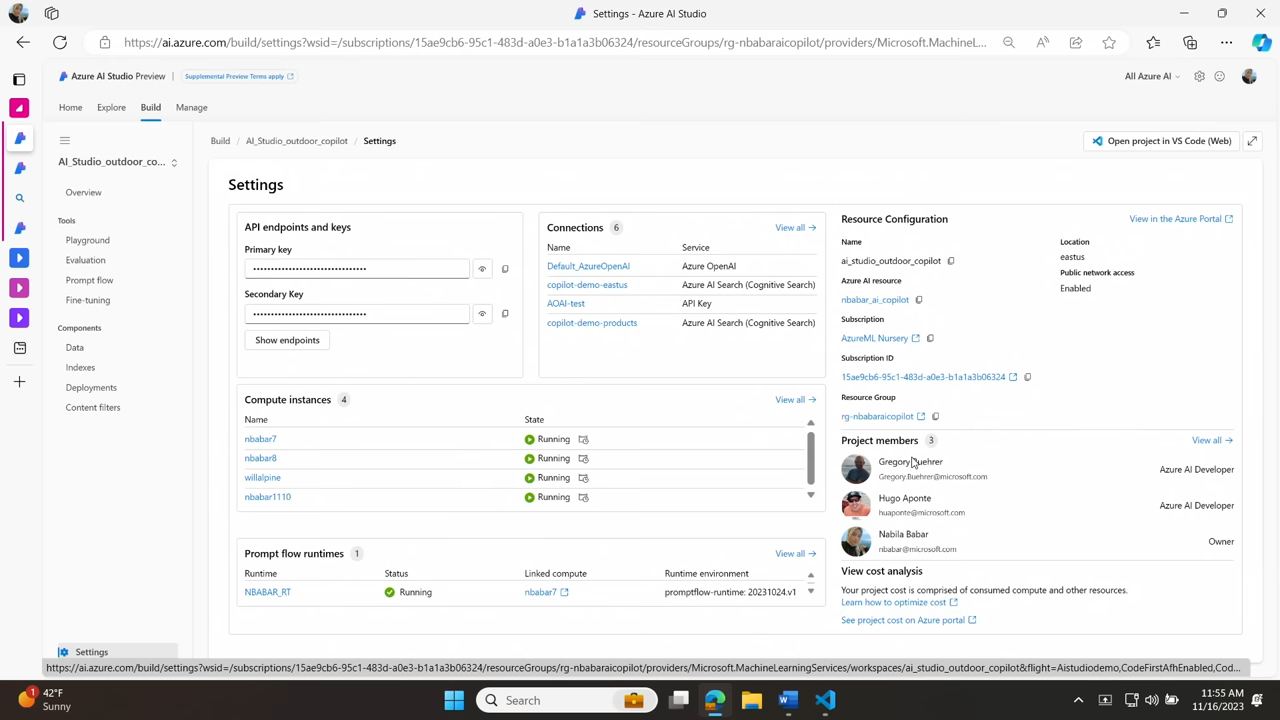 Settings - Azure AI Studio
https://ai.azure.com/build/settings?wsid=/subscriptions/15ae9cb6-95c1-483d-a0e3-b1a1a3b06324/resourceGroups/rg-nbabaraicopilot/providers/Microsoft.MachineL...
Azure AI Studio Preview | Supplemental Preview Terms apply
All Azure AI
Home Explore Build Manage
Build / AI_Studio_outdoor_copilot / Settings
Open project in VS Code (Web)
AI_Studio_outdoor_co...
Overview
Tools
Playground
Evaluation
Prompt flow
Fine-tuning
Components
Data
Indexes
Deployments
Content filters
Settings
Settings
API endpoints and keys
Primary key
Secondary Key
Show endpoints
Connections 6
View all →
Name Service
Default_AzureOpenAI Azure OpenAI
copilot-demo-eastus Azure AI Search (Cognitive Search)
AOAI-test API Key
copilot-demo-products Azure AI Search (Cognitive Search)
Compute instances 4
View all →
Name State
nbabar7 Running
nbabar8 Running
willalpine Running
nbabar1110 Running
Prompt flow runtimes 1
View all →
Runtime Status Linked compute Runtime environment
NBABAR_RT Running nbabar7 promptflow-runtime: 20231024.v1
Resource Configuration
View in the Azure Portal
Name
ai_studio_outdoor_copilot
Location
eastus
Public network access
Enabled
Azure AI resource
nbabar_ai_copilot
Subscription
AzureML Nursery
Subscription ID
15ae9cb6-95c1-483d-a0e3-b1a1a3b06324
Resource Group
rg-nbabaraicopilot
Project members 3
View all →
Gregory Buehrer
Gregory.Buehrer@microsoft.com
Azure AI Developer
Hugo Aponte
huaponte@microsoft.com
Azure AI Developer
Nabila Babar
nbabar@microsoft.com
Owner
View cost analysis
Your project cost is comprised of consumed compute and other resources.
Learn how to optimize cost
See project cost on Azure portal
https://ai.azure.com/build/settings?wsid=/subscriptions/15ae9cb6-95c1-483d-a0e3-b1a1a3b06324/resourceGroups/rg-nbabaraicopilot/providers/Microsoft.MachineLearningServices/workspaces/ai_studio_outdoor_copilot&flight=Aistudiodemo,CodeFirstAfhEnabled,Cod...
1
42°F
Sunny
Search
11:55 AM
11/16/2023